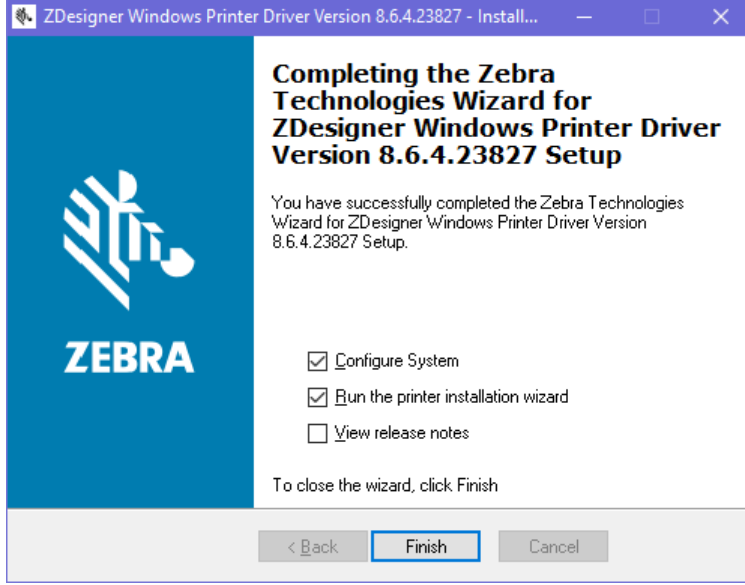 ZDesigner Windows Printer Driver Version 8.6.4.23827 - Install...
Completing the Zebra
Technologies Wizard for
ZDesigner Windows Printer Driver
Version 8.6.4.23827 Setup
You have successfully completed the Zebra Technologies
Wizard for ZDesigner Windows Printer Driver Version
8.6.4.23827 Setup.
ZEBRA
Configure System
Run the printer installation wizard
View release notes
To close the wizard, click Finish
< Back
Finish
Cancel